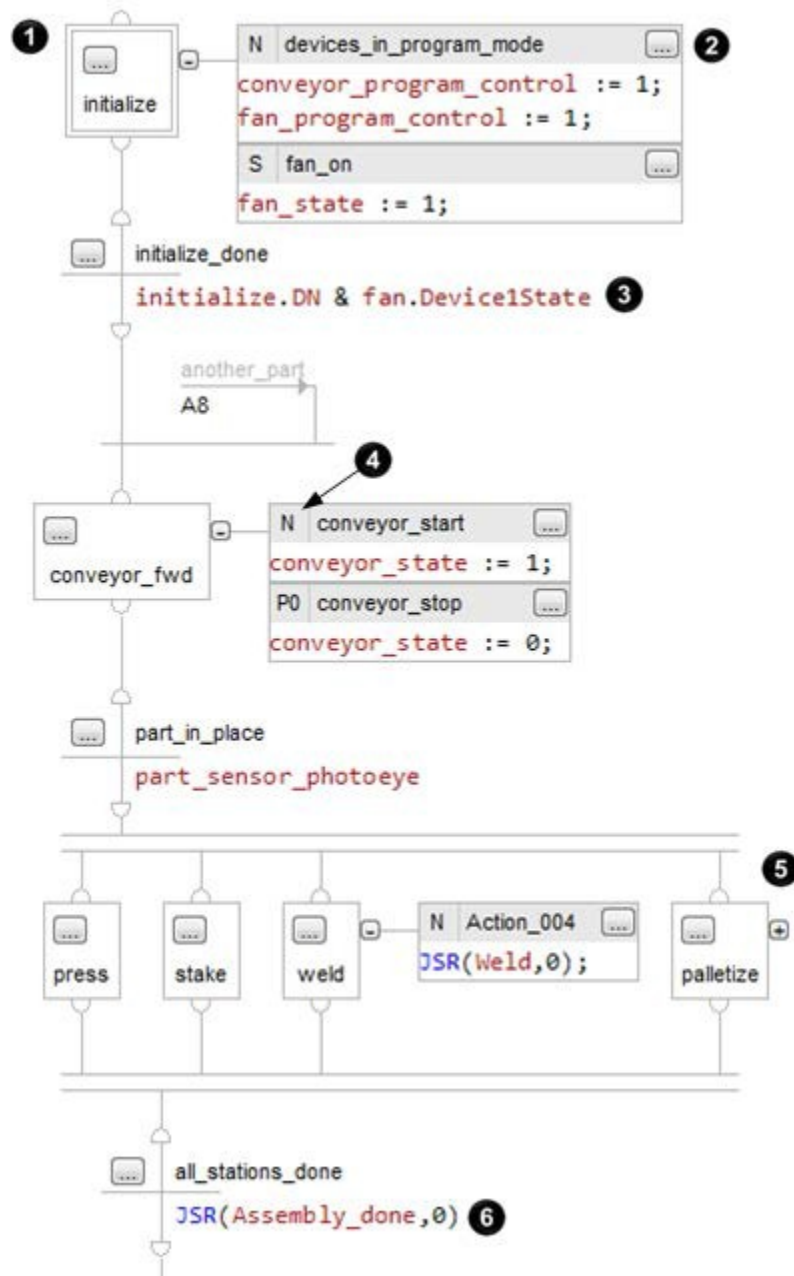 1
...
initialize
N devices_in_program_mode ...
2
conveyor_program_control := 1;
fan_program_control := 1;
S fan_on ...
fan_state := 1;
... initialize_done
initialize.DN & fan.Device1State 3
another_part
A8
4
...
conveyor_fwd
N conveyor_start ...
conveyor_state := 1;
P0 conveyor_stop ...
conveyor_state := 0;
... part_in_place
part_sensor_photoeye
5
...
press
...
stake
...
weld
N Action_004 ...
JSR(Weld,0);
...
palletize
... all_stations_done
JSR(Assembly_done,0) 6